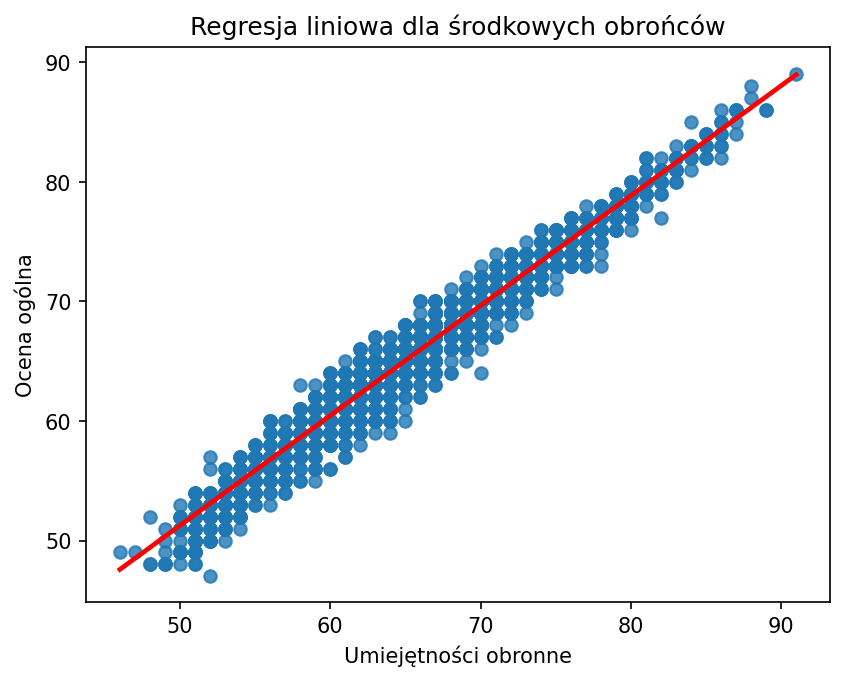 Regresja liniowa dla środkowych obrońców
Ocena ogólna
90
80
70
60
50
50 60 70 80 90
Umiejętności obronne